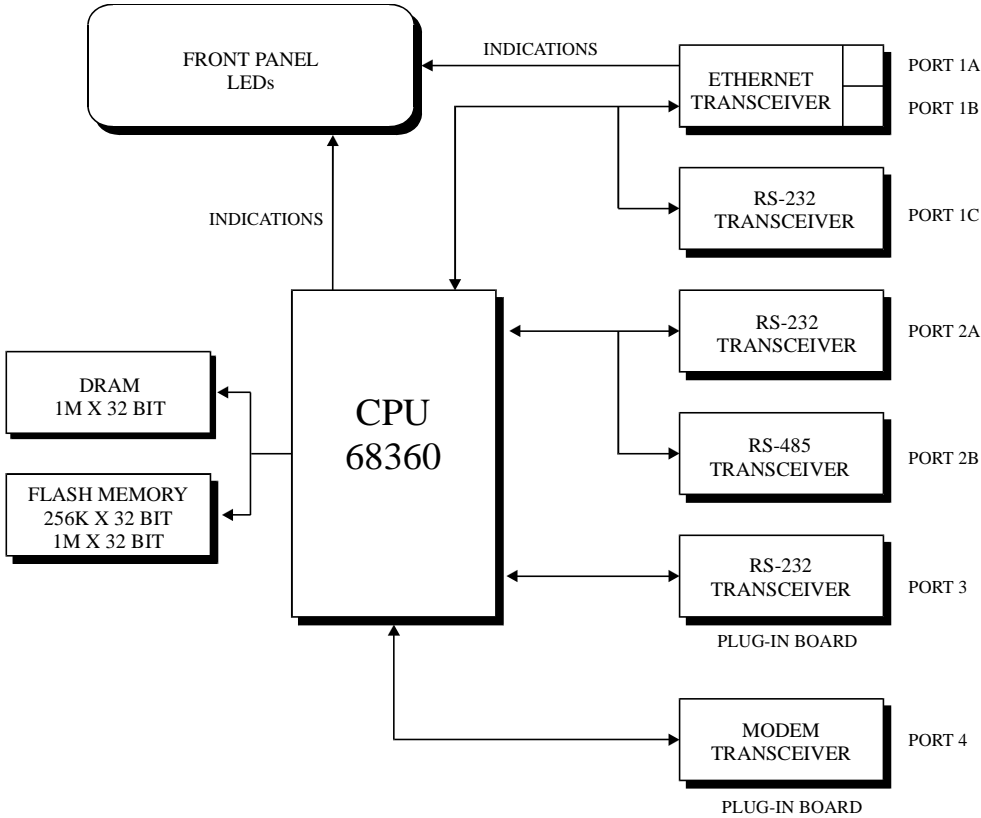 FRONT PANEL
LEDs
INDICATIONS
ETHERNET
TRANSCEIVER
PORT 1A
PORT 1B
RS-232
TRANSCEIVER
PORT 1C
INDICATIONS
CPU
68360
RS-232
TRANSCEIVER
PORT 2A
DRAM
1M X 32 BIT
RS-485
TRANSCEIVER
PORT 2B
FLASH MEMORY
256K X 32 BIT
1M X 32 BIT
RS-232
TRANSCEIVER
PORT 3
PLUG-IN BOARD
MODEM
TRANSCEIVER
PORT 4
PLUG-IN BOARD